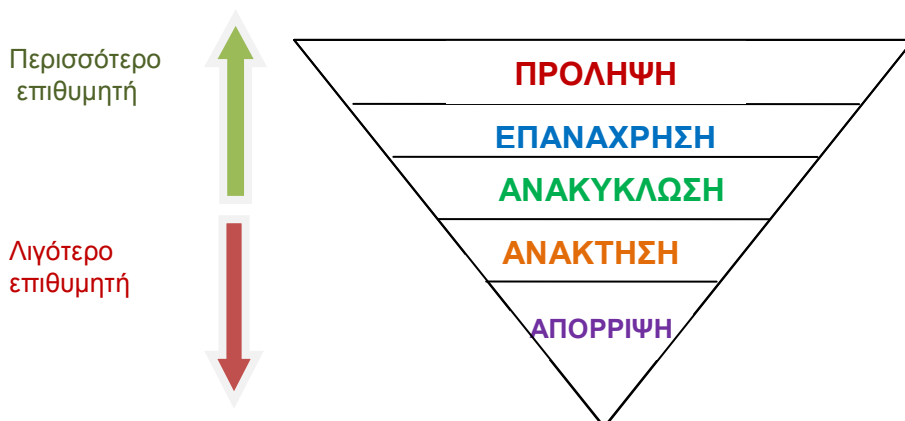 Περισσότερο
επιθυμητή
Λιγότερο
επιθυμητή
ΠΡΟΛΗΨΗ
ΕΠΑΝΑΧΡΗΣΗ
ΑΝΑΚΥΚΛΩΣΗ
ΑΝΑΚΤΗΣΗ
ΑΠΟΡΡΙΨΗ